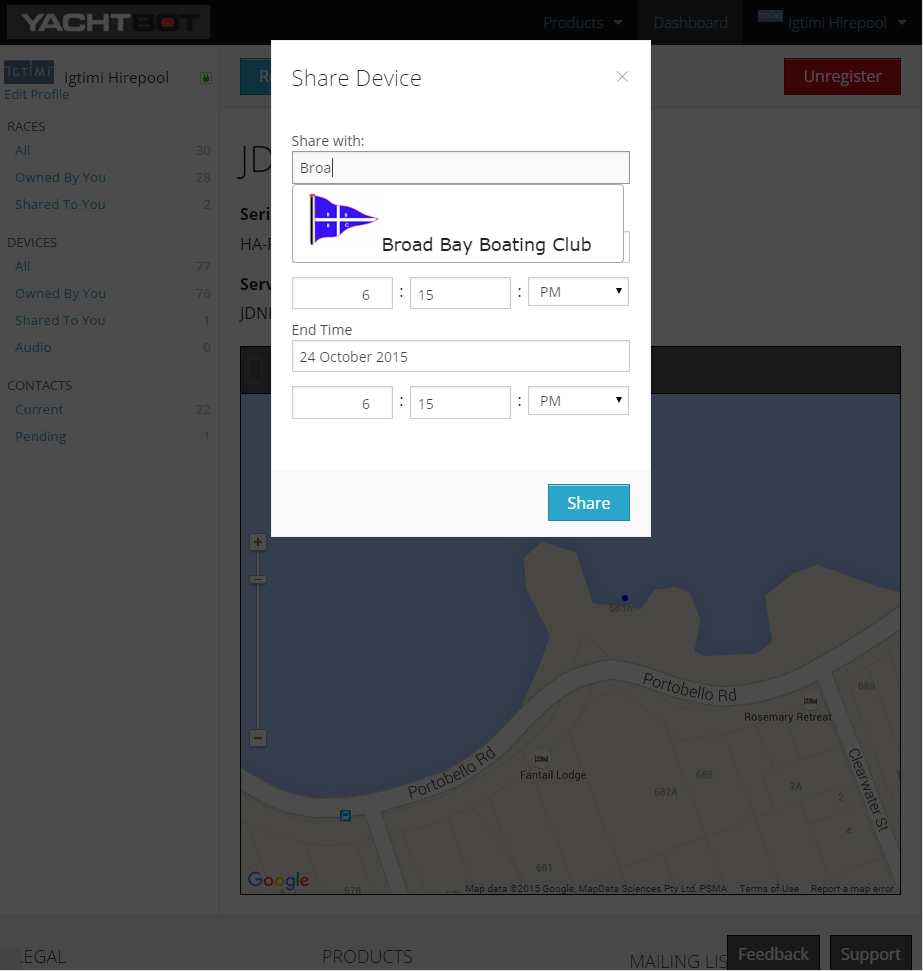 YACHTBOT
Products
Dashboard
Igtimi Hirepool
IGTIMI
Igtimi Hirepool
Edit Profile
RACES
All 30
Owned By You 28
Shared To You 2
DEVICES
All 77
Owned By You 76
Shared To You 1
Audio 0
CONTACTS
Current 22
Pending 1
Unregister
Share Device
×
Share with:
Broa
Broad Bay Boating Club
6 : 15 : PM
End Time
24 October 2015
6 : 15 : PM
Share
+
−
683A
Portobello Rd
689
Rosemary Retreat
Portobello Rd
Fantail Lodge
Clearwater St
685
682A
2A
2
4
681
678
Google
Map data ©2015 Google, MapData Sciences Pty Ltd, PSMA
Terms of Use
Report a map error
LEGAL
PRODUCTS
MAILING LIS
Feedback
Support